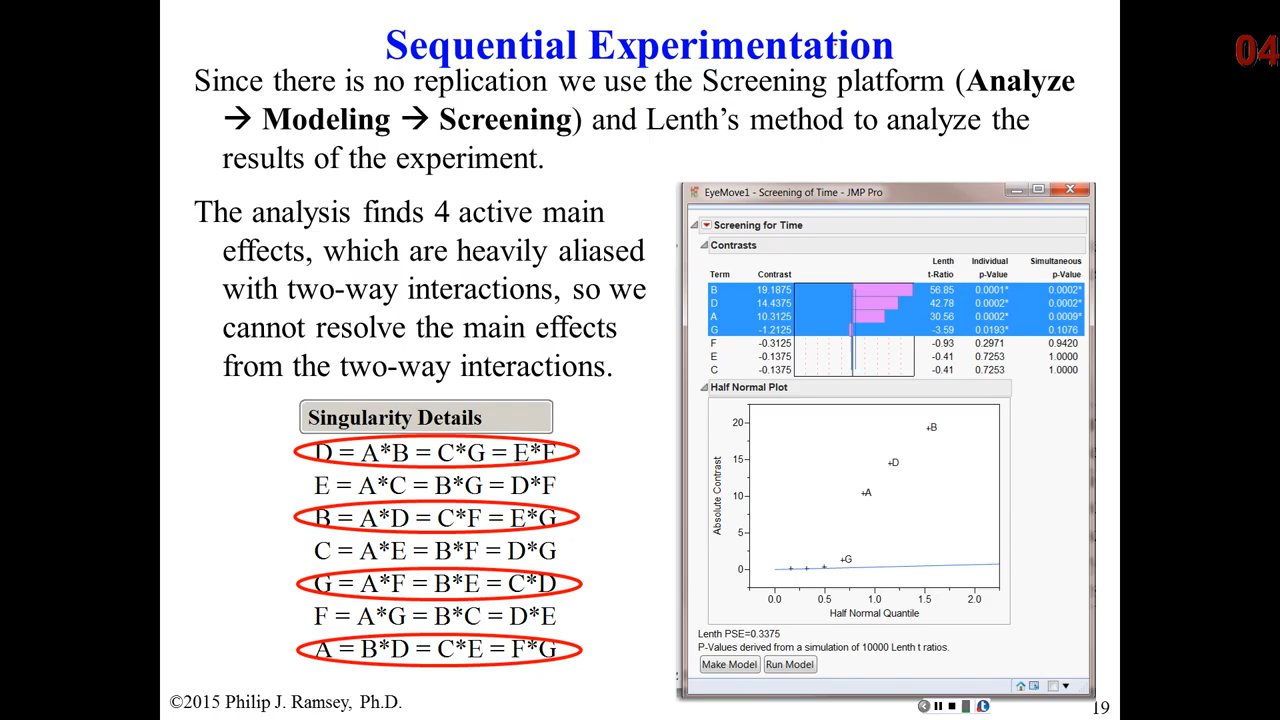 Sequential Experimentation
04
Since there is no replication we use the Screening platform (Analyze
→ Modeling → Screening) and Lenth's method to analyze the
results of the experiment.
The analysis finds 4 active main
effects, which are heavily aliased
with two-way interactions, so we
cannot resolve the main effects
from the two-way interactions.
Singularity Details
D = A*B = C*G = E*F
E = A*C = B*G = D*F
B = A*D = C*F = E*G
C = A*E = B*F = D*G
G = A*F = B*E = C*D
F = A*G = B*C = D*E
A = B*D = C*E = F*G
EyeMove1 - Screening of Time - JMP Pro
Screening for Time
Contrasts
Lenth Individual Simultaneous
Term Contrast t-Ratio p-Value p-Value
B 19.1875 56.85 0.0001* 0.0002*
D 14.4375 42.78 0.0002* 0.0002*
A 10.3125 30.56 0.0002* 0.0009*
G -1.2125 -3.59 0.0193* 0.1076
F -0.3125 -0.93 0.2971 0.9420
E -0.1375 -0.41 0.7253 1.0000
C -0.1375 -0.41 0.7253 1.0000
Half Normal Plot
Absolute Contrast
20
15
10
5
0
+B
+D
+A
+G
0.0 0.5 1.0 1.5 2.0
Half Normal Quantile
Lenth PSE=0.3375
P-Values derived from a simulation of 10000 Lenth t ratios.
Make Model Run Model
©2015 Philip J. Ramsey, Ph.D.
19